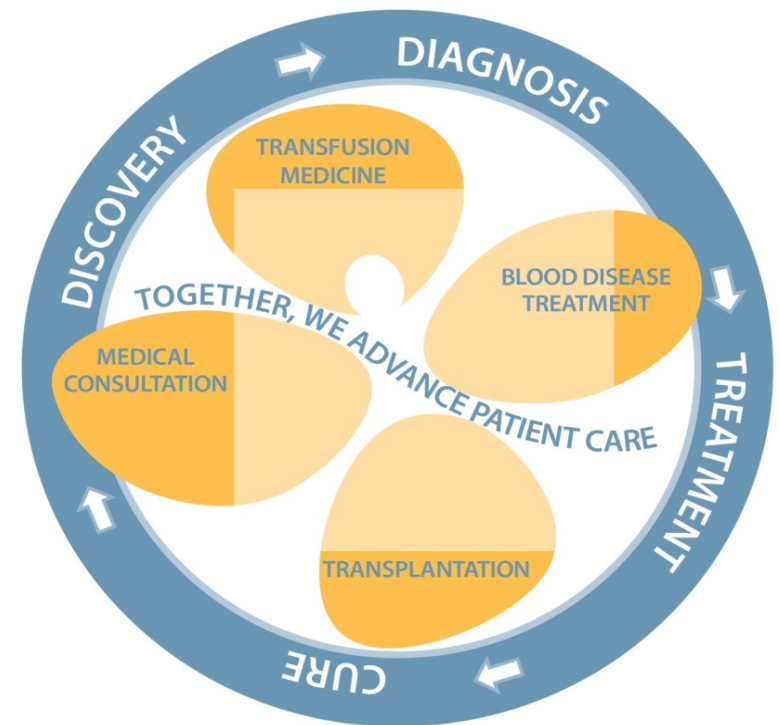 DISCOVERY
DIAGNOSIS
TREATMENT
CURE
TRANSFUSION
MEDICINE
BLOOD DISEASE
TREATMENT
TOGETHER, WE ADVANCE PATIENT CARE
MEDICAL
CONSULTATION
TRANSPLANTATION